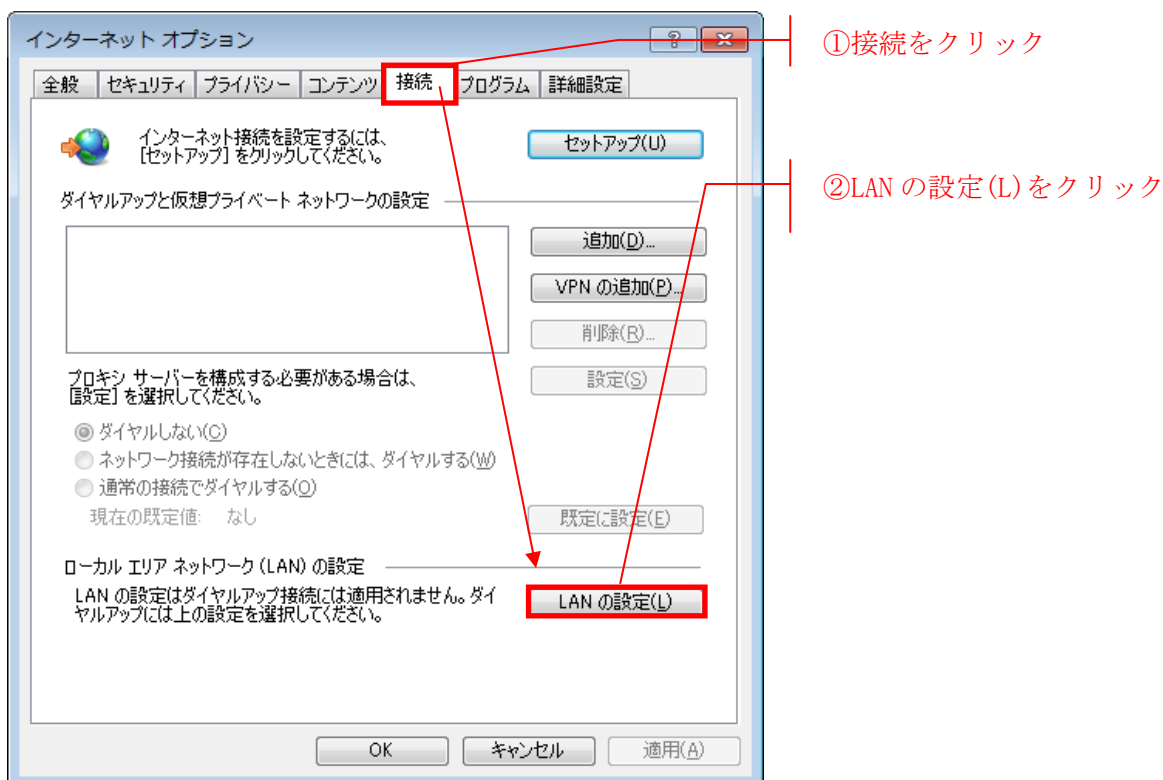 インターネット オプション
①接続をクリック
全般 セキュリティ プライバシー コンテンツ 接続 プログラム 詳細設定
インターネット接続を設定するには、
[セットアップ] をクリックしてください。
セットアップ(U)
②LAN の設定(L)をクリック
ダイヤルアップと仮想プライベート ネットワークの設定
追加(D)...
VPN の追加(P)...
削除(R)...
プロキシ サーバーを構成する必要がある場合は、
[設定] を選択してください。
設定(S)
ダイヤルしない(C)
ネットワーク接続が存在しないときには、ダイヤルする(W)
通常の接続でダイヤルする(O)
現在の既定値: なし
既定に設定(E)
ローカル エリア ネットワーク (LAN) の設定
LAN の設定はダイヤルアップ接続には適用されません。ダイ
ヤルアップには上の設定を選択してください。
LAN の設定(L)
OK
キャンセル
適用(A)